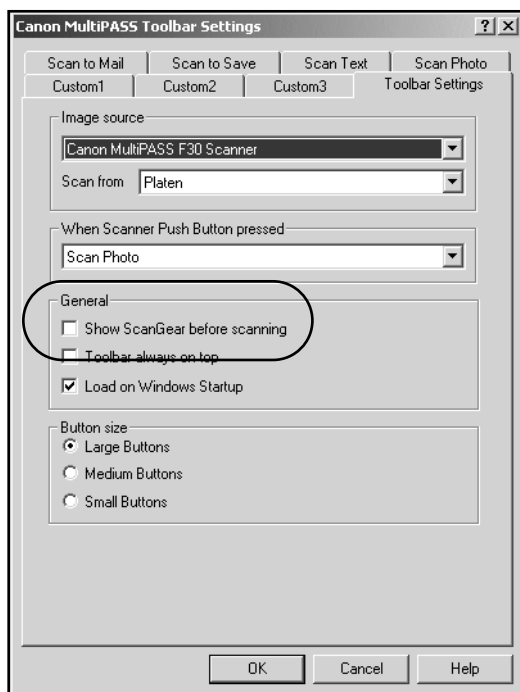 Canon MultiPASS Toolbar Settings
Scan to Mail Scan to Save Scan Text Scan Photo
Custom1 Custom2 Custom3 Toolbar Settings
Image source
Canon MultiPASS F30 Scanner
Scan from Platen
When Scanner Push Button pressed
Scan Photo
General
Show ScanGear before scanning
Toolbar always on top
Load on Windows Startup
Button size
Large Buttons
Medium Buttons
Small Buttons
OK Cancel Help